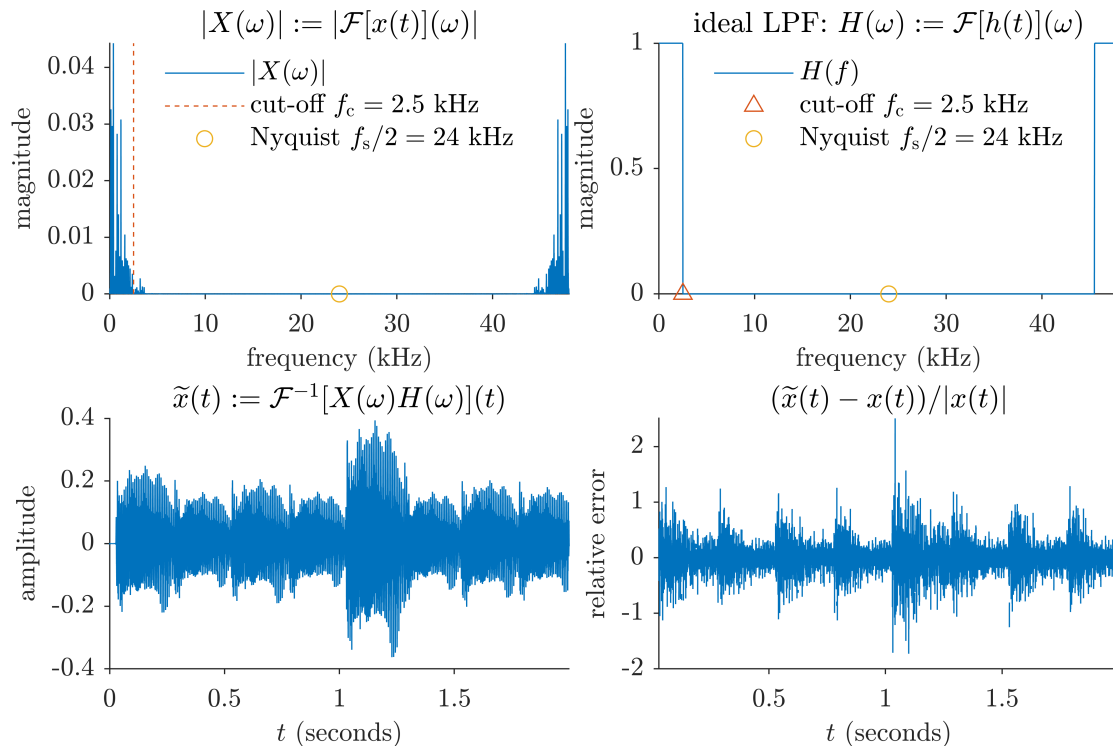 |X(ω)| := |ℱ[x(t)](ω)|
|X(ω)|
cut-off f_c = 2.5 kHz
Nyquist f_s/2 = 24 kHz
magnitude
0.04
0.03
0.02
0.01
0
0 10 20 30 40
frequency (kHz)
ideal LPF: H(ω) := ℱ[h(t)](ω)
H(f)
cut-off f_c = 2.5 kHz
Nyquist f_s/2 = 24 kHz
magnitude
1
0.5
0
0 10 20 30 40
frequency (kHz)
x̃(t) := ℱ⁻¹[X(ω)H(ω)](t)
amplitude
0.4
0.2
0
-0.2
-0.4
0 0.5 1 1.5
t (seconds)
(x̃(t) − x(t))/|x(t)|
relative error
2
1
0
-1
-2
0.5 1 1.5
t (seconds)